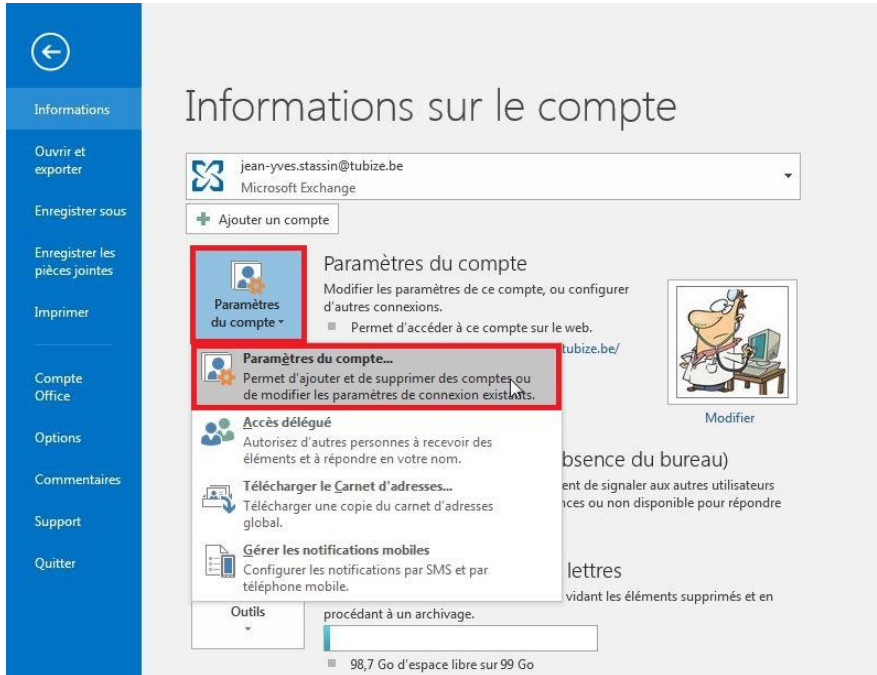 Informations
Ouvrir et
exporter
Enregistrer sous
Enregistrer les
pièces jointes
Imprimer
Compte
Office
Options
Commentaires
Support
Quitter
Informations sur le compte
jean-yves.stassin@tubize.be
Microsoft Exchange
Ajouter un compte
Paramètres
du compte
Paramètres du compte
Modifier les paramètres de ce compte, ou configurer
d'autres connexions.
Permet d'accéder à ce compte sur le web.
tubize.be/
Modifier
Paramètres du compte...
Permet d'ajouter et de supprimer des comptes ou
de modifier les paramètres de connexion existants.
Accès délégué
Autorisez d'autres personnes à recevoir des
éléments et à répondre en votre nom.
Télécharger le Carnet d'adresses...
Télécharger une copie du carnet d'adresses
global.
Gérer les notifications mobiles
Configurer les notifications par SMS et par
téléphone mobile.
bsence du bureau)
ent de signaler aux autres utilisateurs
ces ou non disponible pour répondre
lettres
vidant les éléments supprimés et en
Outils
procédant à un archivage.
98,7 Go d'espace libre sur 99 Go